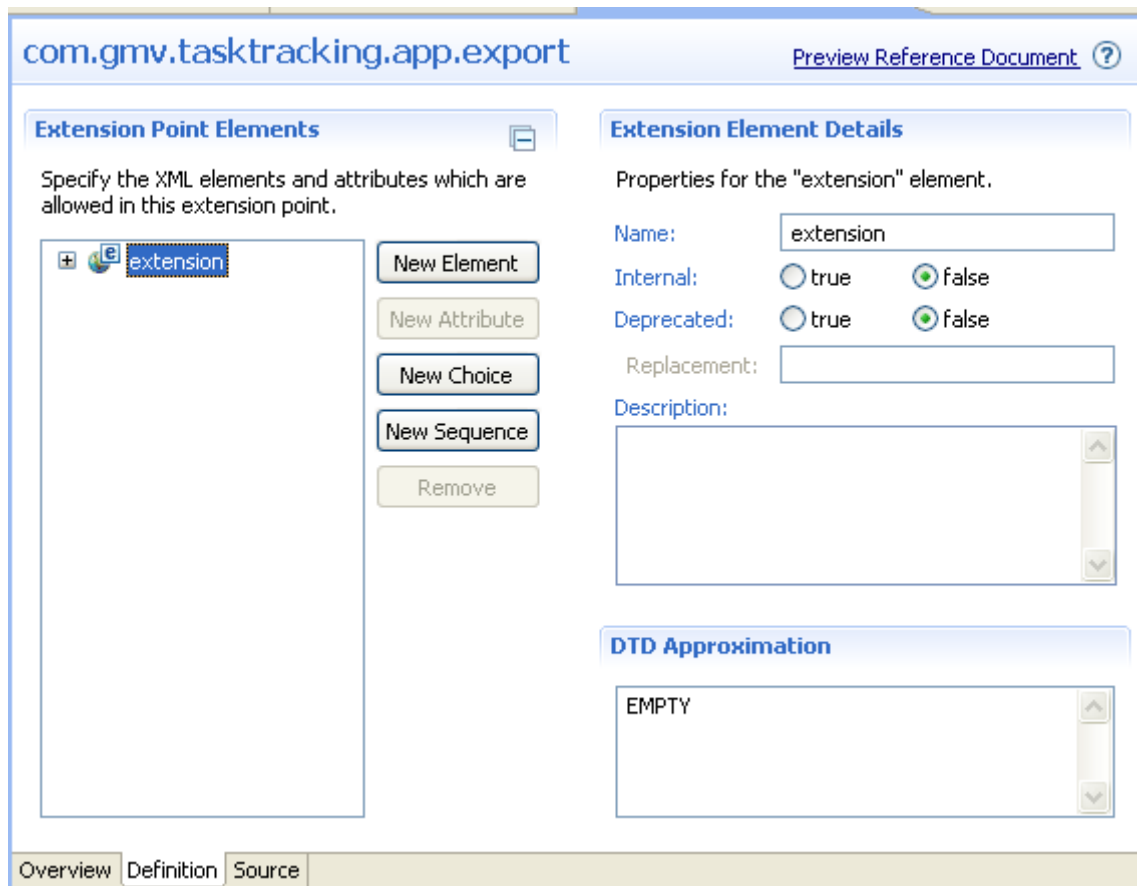 com.gmv.tasktracking.app.export
Preview Reference Document ?
Extension Point Elements
Specify the XML elements and attributes which are
allowed in this extension point.
e extension
New Element
New Attribute
New Choice
New Sequence
Remove
Extension Element Details
Properties for the "extension" element.
Name: extension
Internal: true false
Deprecated: true false
Replacement:
Description:
DTD Approximation
EMPTY
Overview Definition Source